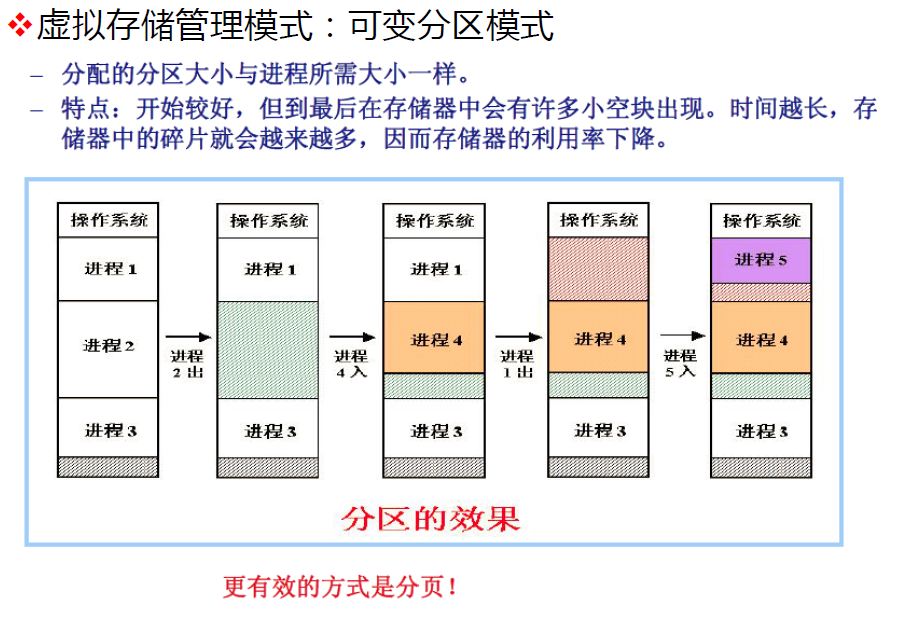 虚拟存储管理模式：可变分区模式
– 分配的分区大小与进程所需大小一样。
– 特点：开始较好，但到最后在存储器中会有许多小空块出现。时间越长，存
储器中的碎片就会越来越多，因而存储器的利用率下降。
操作系统
进程1
进程2
进程3
进程
2出
操作系统
进程1
进程3
进程
4入
操作系统
进程1
进程4
进程3
进程
1出
操作系统
进程4
进程3
进程
5入
操作系统
进程5
进程4
进程3
分区的效果
更有效的方式是分页！